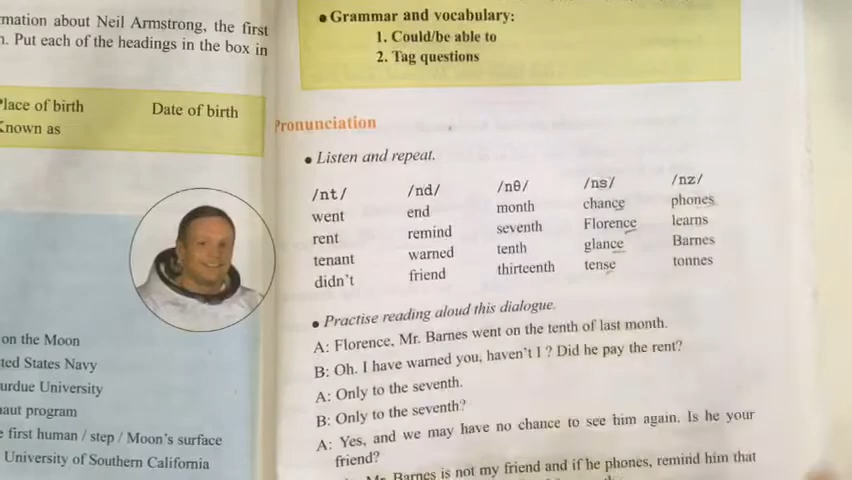 mation about Neil Armstrong, the first
Put each of the headings in the box in
Place of birth Date of birth
Known as
on the Moon
ted States Navy
urdue University
naut program
first human / step / Moon's surface
University of Southern California
• Grammar and vocabulary:
1. Could/be able to
2. Tag questions
Pronunciation
• Listen and repeat.
/nt/ /nd/ /nθ/ /ns/ /nz/
went end month chance phones
rent remind seventh Florence learns
tenant warned tenth glance Barnes
didn't friend thirteenth tense tonnes
• Practise reading aloud this dialogue.
A: Florence, Mr. Barnes went on the tenth of last month.
B: Oh. I have warned you, haven't I ? Did he pay the rent?
A: Only to the seventh.
B: Only to the seventh?
A: Yes, and we may have no chance to see him again. Is he your
friend?
Mr. Barnes is not my friend and if he phones, remind him that